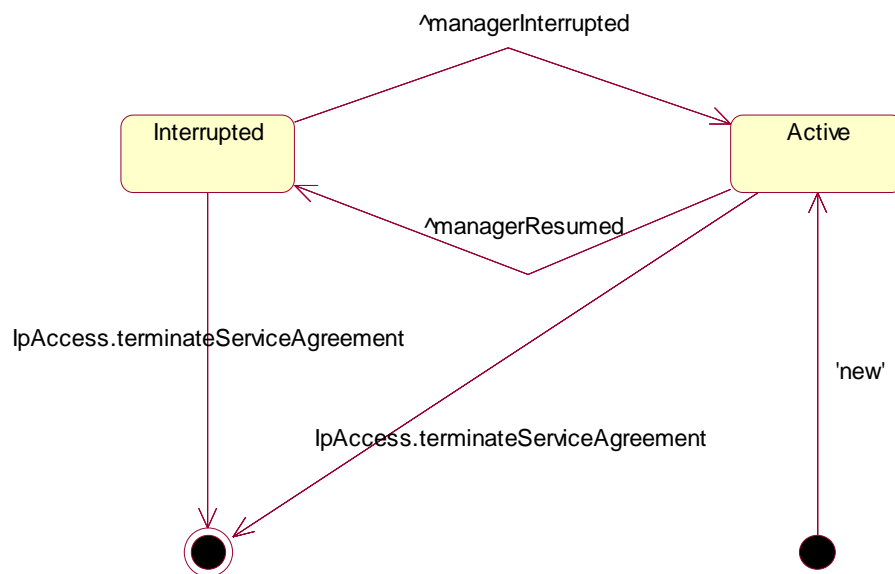 ^managerInterrupted
Interrupted
Active
^managerResumed
IpAccess.terminateServiceAgreement
'new'
IpAccess.terminateServiceAgreement